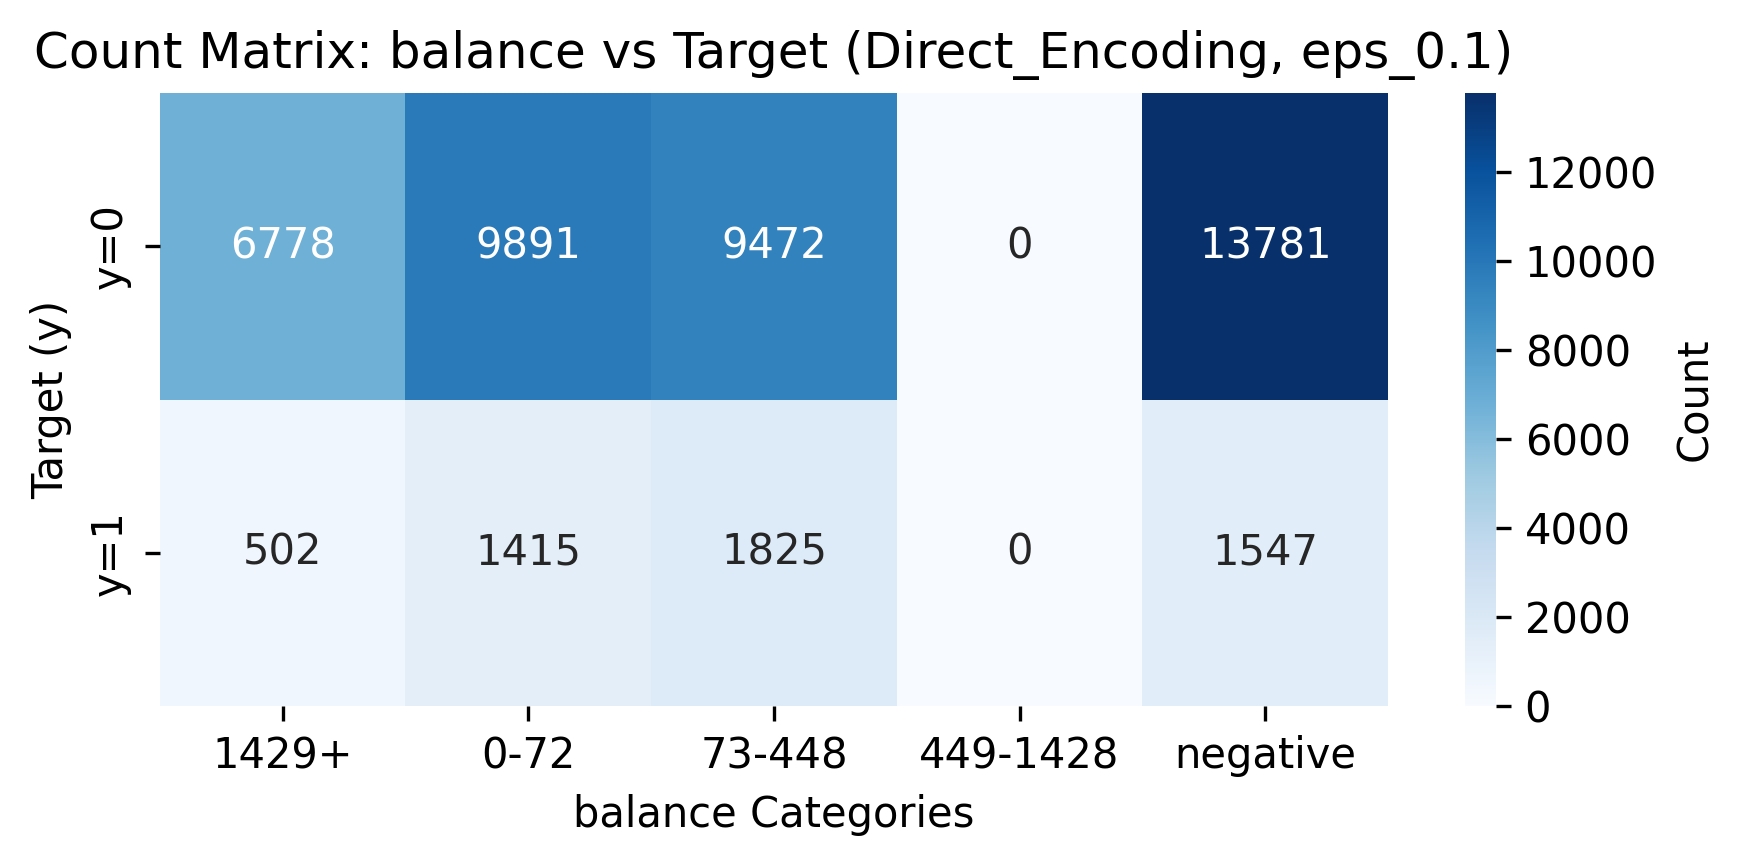 Count Matrix: balance vs Target (Direct_Encoding, eps_0.1)
Target (y)
y=0
6778 9891 9472 0 13781
y=1
502 1415 1825 0 1547
1429+ 0-72 73-448 449-1428 negative
balance Categories
12000
10000
8000
6000
4000
2000
0
Count